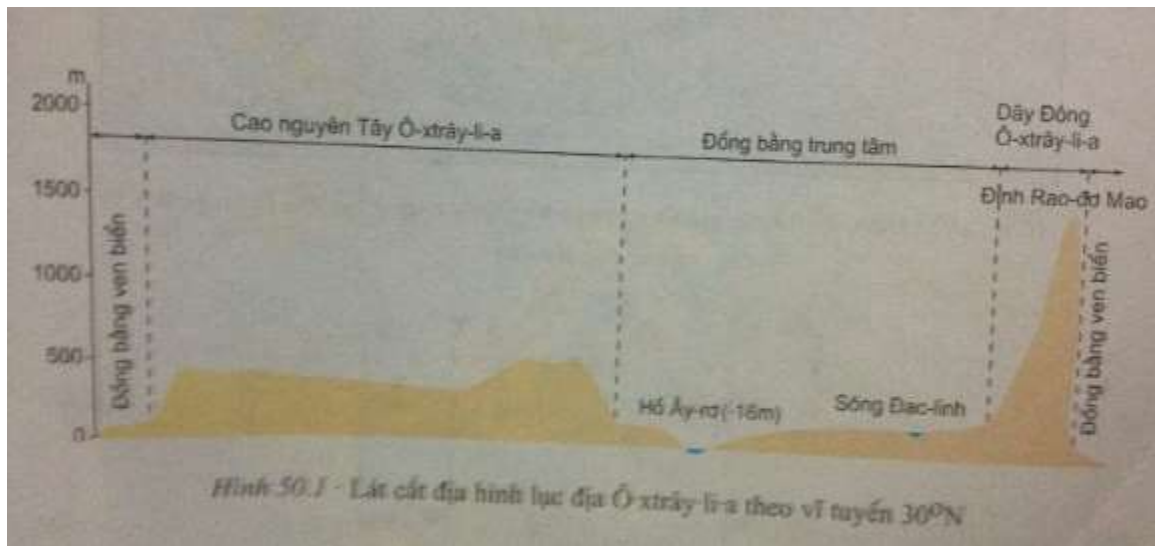 m
2000
1500
1000
500
0
Cao nguyên Tây Ô-xtrây-li-a
Đồng bằng trung tâm
Dãy Đông
Ô-xtrây-li-a
Đỉnh Rao-đơ Mao
Đồng bằng ven biển
Hồ Ây-rơ (-16m)
Sông Đac-linh
Đồng bằng ven biển
Hình 50.1 - Lát cắt địa hình lục địa Ô-xtrây-li-a theo vĩ tuyến 30ºN